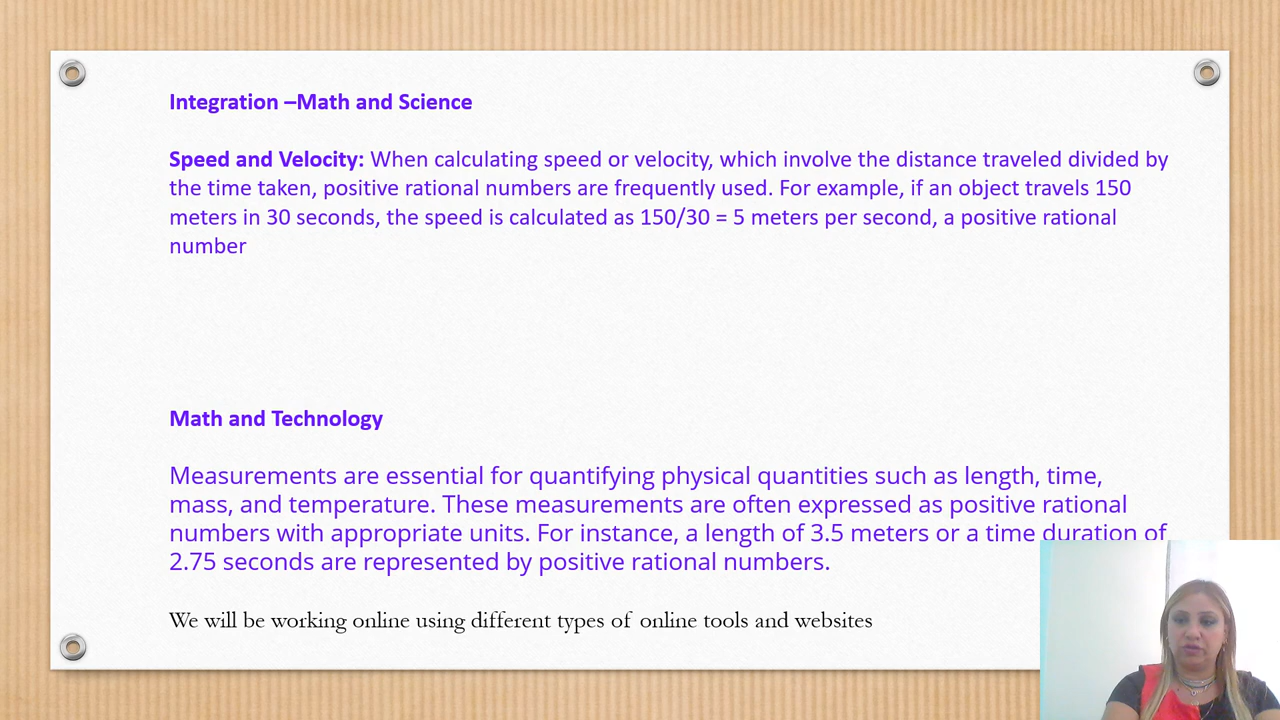 Integration –Math and Science
Speed and Velocity: When calculating speed or velocity, which involve the distance traveled divided by
the time taken, positive rational numbers are frequently used. For example, if an object travels 150
meters in 30 seconds, the speed is calculated as 150/30 = 5 meters per second, a positive rational
number
Math and Technology
Measurements are essential for quantifying physical quantities such as length, time,
mass, and temperature. These measurements are often expressed as positive rational
numbers with appropriate units. For instance, a length of 3.5 meters or a time duration of
2.75 seconds are represented by positive rational numbers.
We will be working online using different types of online tools and websites